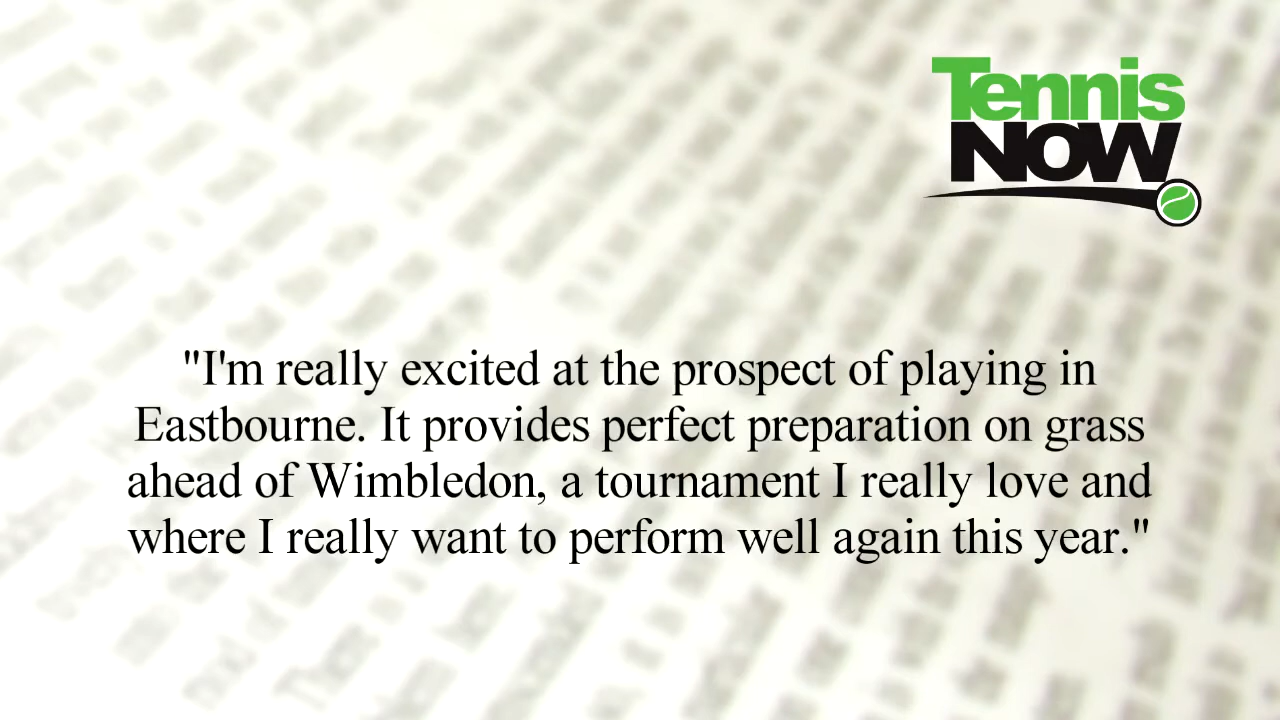 Tennis
NOW
"I'm really excited at the prospect of playing in
Eastbourne. It provides perfect preparation on grass
ahead of Wimbledon, a tournament I really love and
where I really want to perform well again this year."